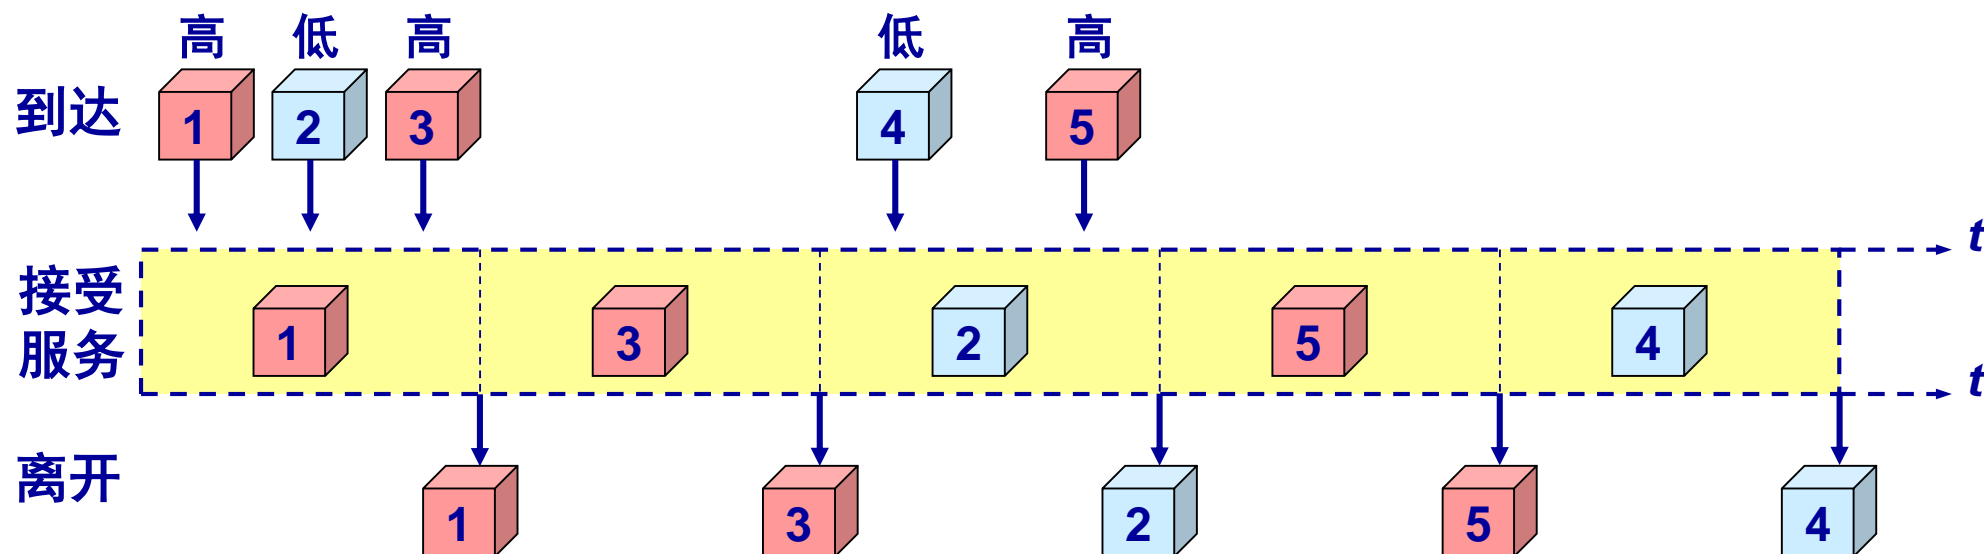 高 低 高 低 高
到达 1 2 3 4 5
t
接受
服务 1 3 2 5 4
t
离开 1 3 2 5 4